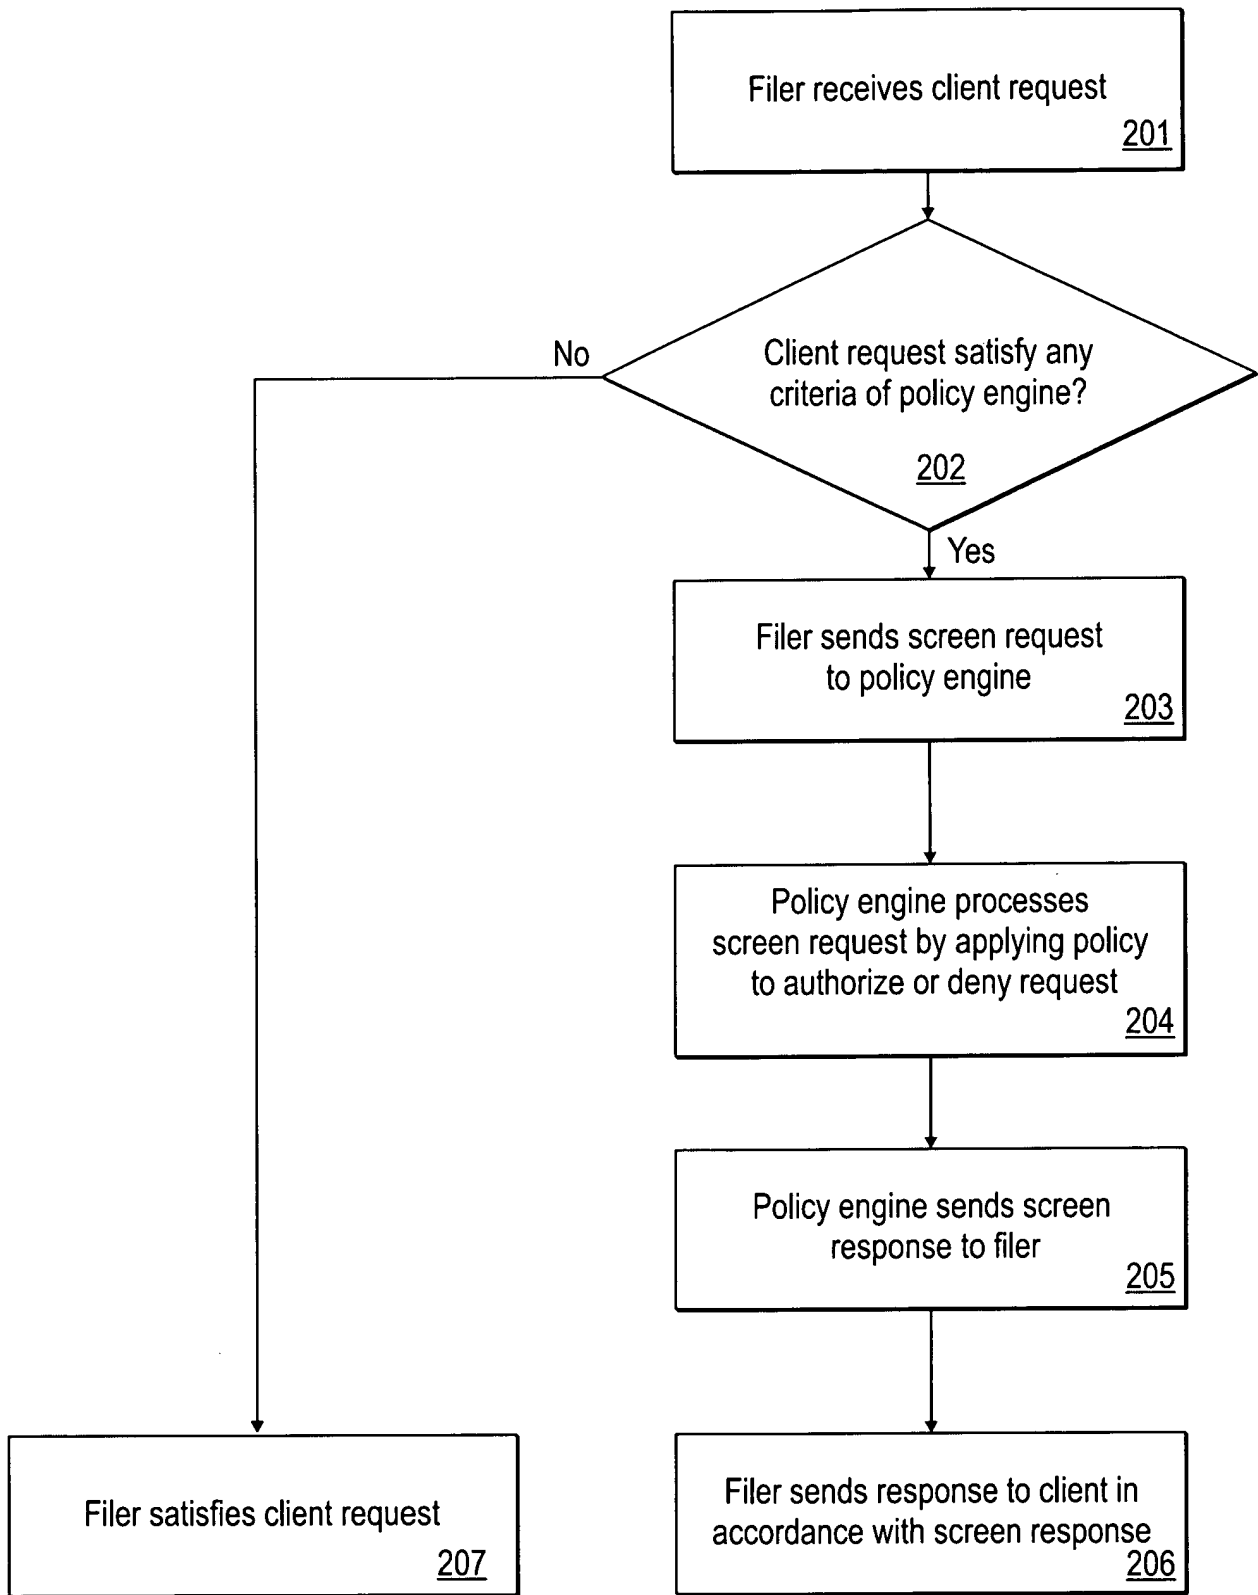 Filer receives client request
201
No
Client request satisfy any
criteria of policy engine?
202
Yes
Filer sends screen request
to policy engine
203
Policy engine processes
screen request by applying policy
to authorize or deny request
204
Policy engine sends screen
response to filer
205
Filer satisfies client request
207
Filer sends response to client in
accordance with screen response
206